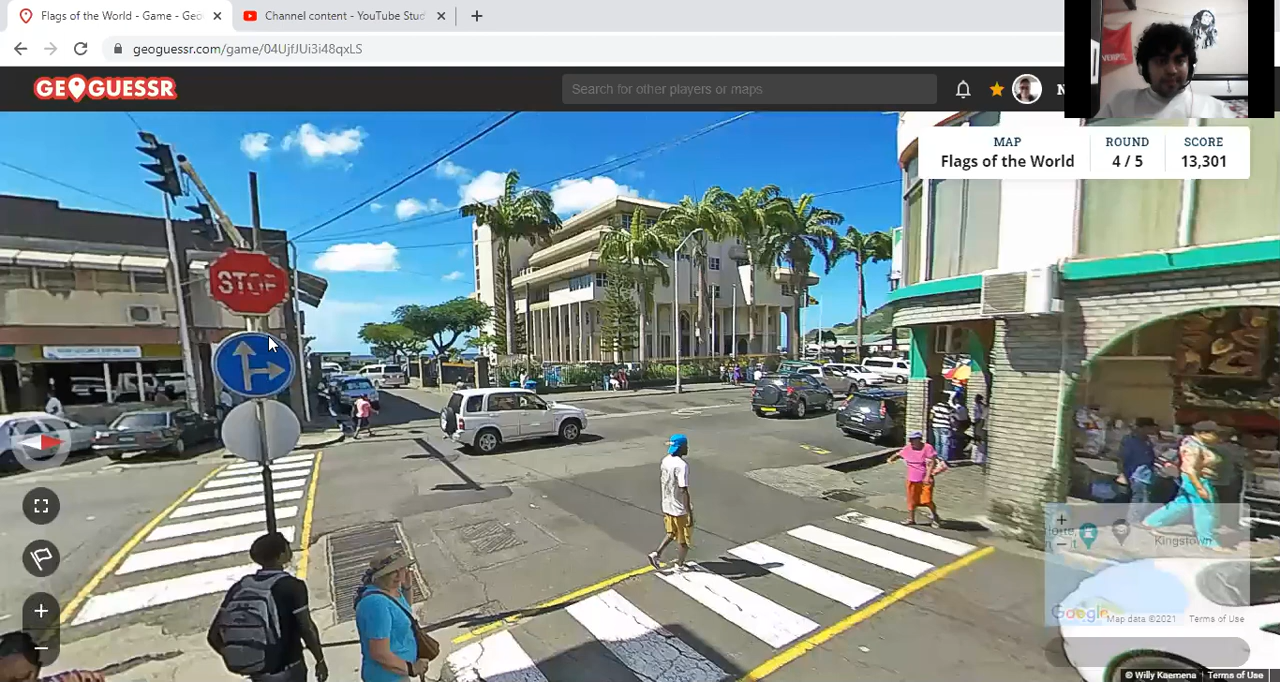 Flags of the World - Game - Geo
Channel content - YouTube Stud
geoguessr.com/game/04UjfJUi3i48qxLS
GEOGUESSR
Search for other players or maps
N
MAP
Flags of the World
ROUND
4 / 5
SCORE
13,301
STOP
Kingstown
Google
Map data ©2021
Terms of Use
© Willy Kaemena
Terms of Use